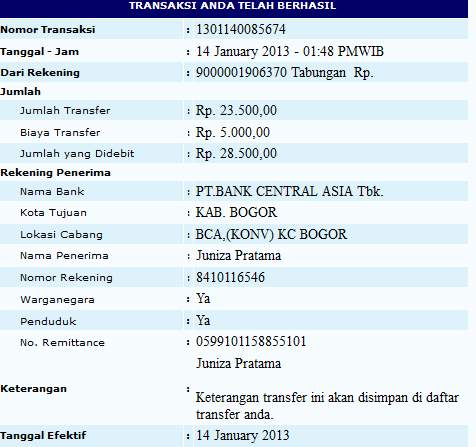 TRANSAKSI ANDA TELAH BERHASIL
Nomor Transaksi : 1301140085674
Tanggal - Jam : 14 January 2013 - 01:48 PMWIB
Dari Rekening : 9000001906370 Tabungan Rp.
Jumlah
Jumlah Transfer : Rp. 23.500,00
Biaya Transfer : Rp. 5.000,00
Jumlah yang Didebit : Rp. 28.500,00
Rekening Penerima
Nama Bank : PT.BANK CENTRAL ASIA Tbk.
Kota Tujuan : KAB. BOGOR
Lokasi Cabang : BCA,(KONV) KC BOGOR
Nama Penerima : Juniza Pratama
Nomor Rekening : 8410116546
Warganegara : Ya
Penduduk : Ya
No. Remittance : 0599101158855101
Juniza Pratama
Keterangan :
Keterangan transfer ini akan disimpan di daftar
transfer anda.
Tanggal Efektif : 14 January 2013